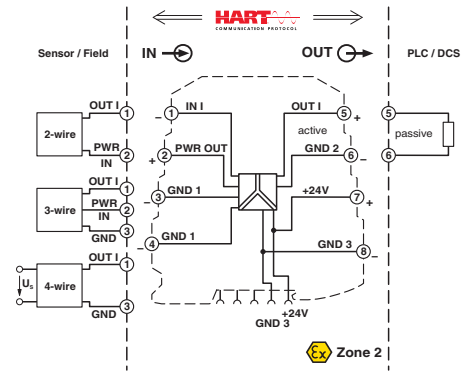 HART
COMMUNICATION PROTOCOL
Sensor / Field
IN
OUT
PLC / DCS
OUT I
1
2-wire
PWR
IN
2
OUT I
1
3-wire
PWR
IN
2
GND
3
OUT I
1
4-wire
Us
GND
3
1
IN I
−
2
PWR OUT
+
3
GND 1
−
4
GND 1
−
OUT I
5
+
active
GND 2
6
−
+24V
7
+
GND 3
8
−
+24V
GND 3
5
passive
6
Ex
Zone 2